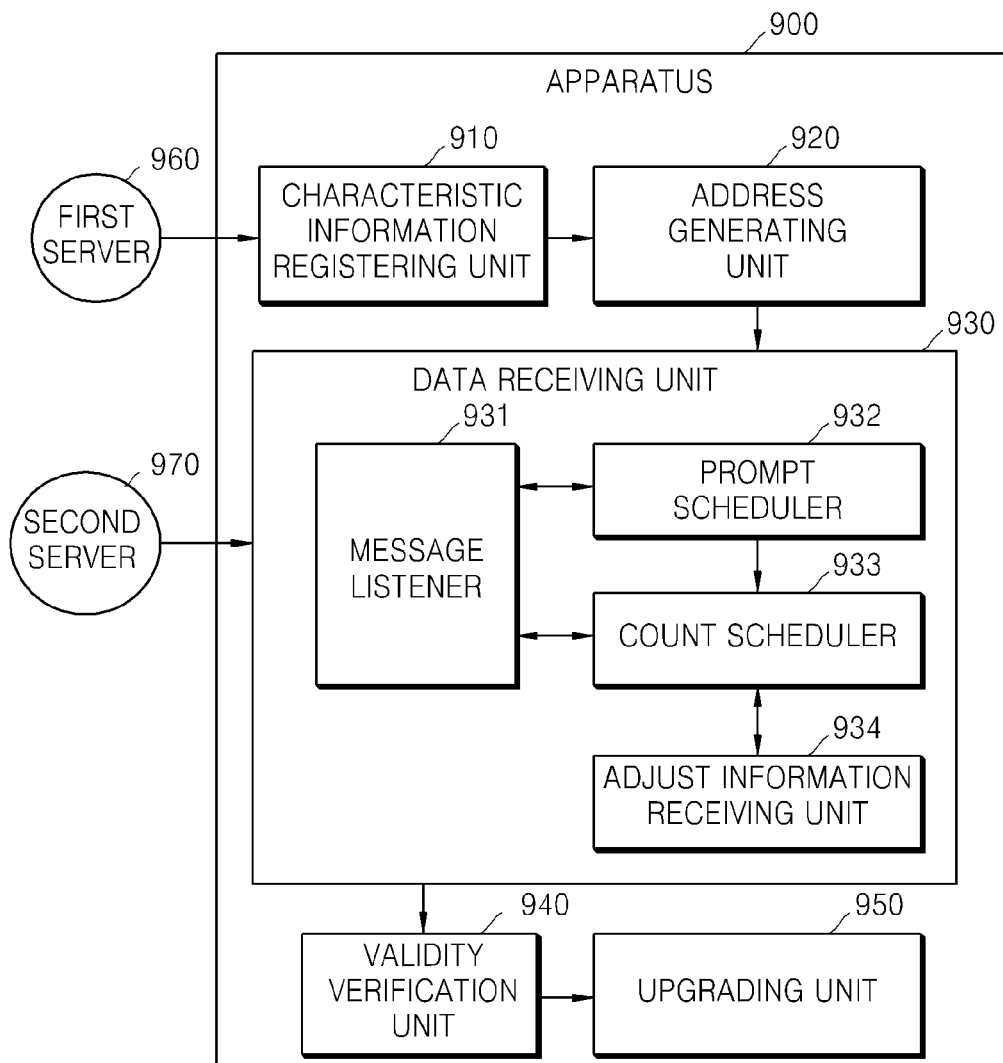 900
APPARATUS
910
920
960
FIRST
SERVER
CHARACTERISTIC
INFORMATION
REGISTERING UNIT
ADDRESS
GENERATING
UNIT
930
DATA RECEIVING UNIT
931
932
970
SECOND
SERVER
MESSAGE
LISTENER
PROMPT
SCHEDULER
933
COUNT SCHEDULER
934
ADJUST INFORMATION
RECEIVING UNIT
940
950
VALIDITY
VERIFICATION
UNIT
UPGRADING UNIT